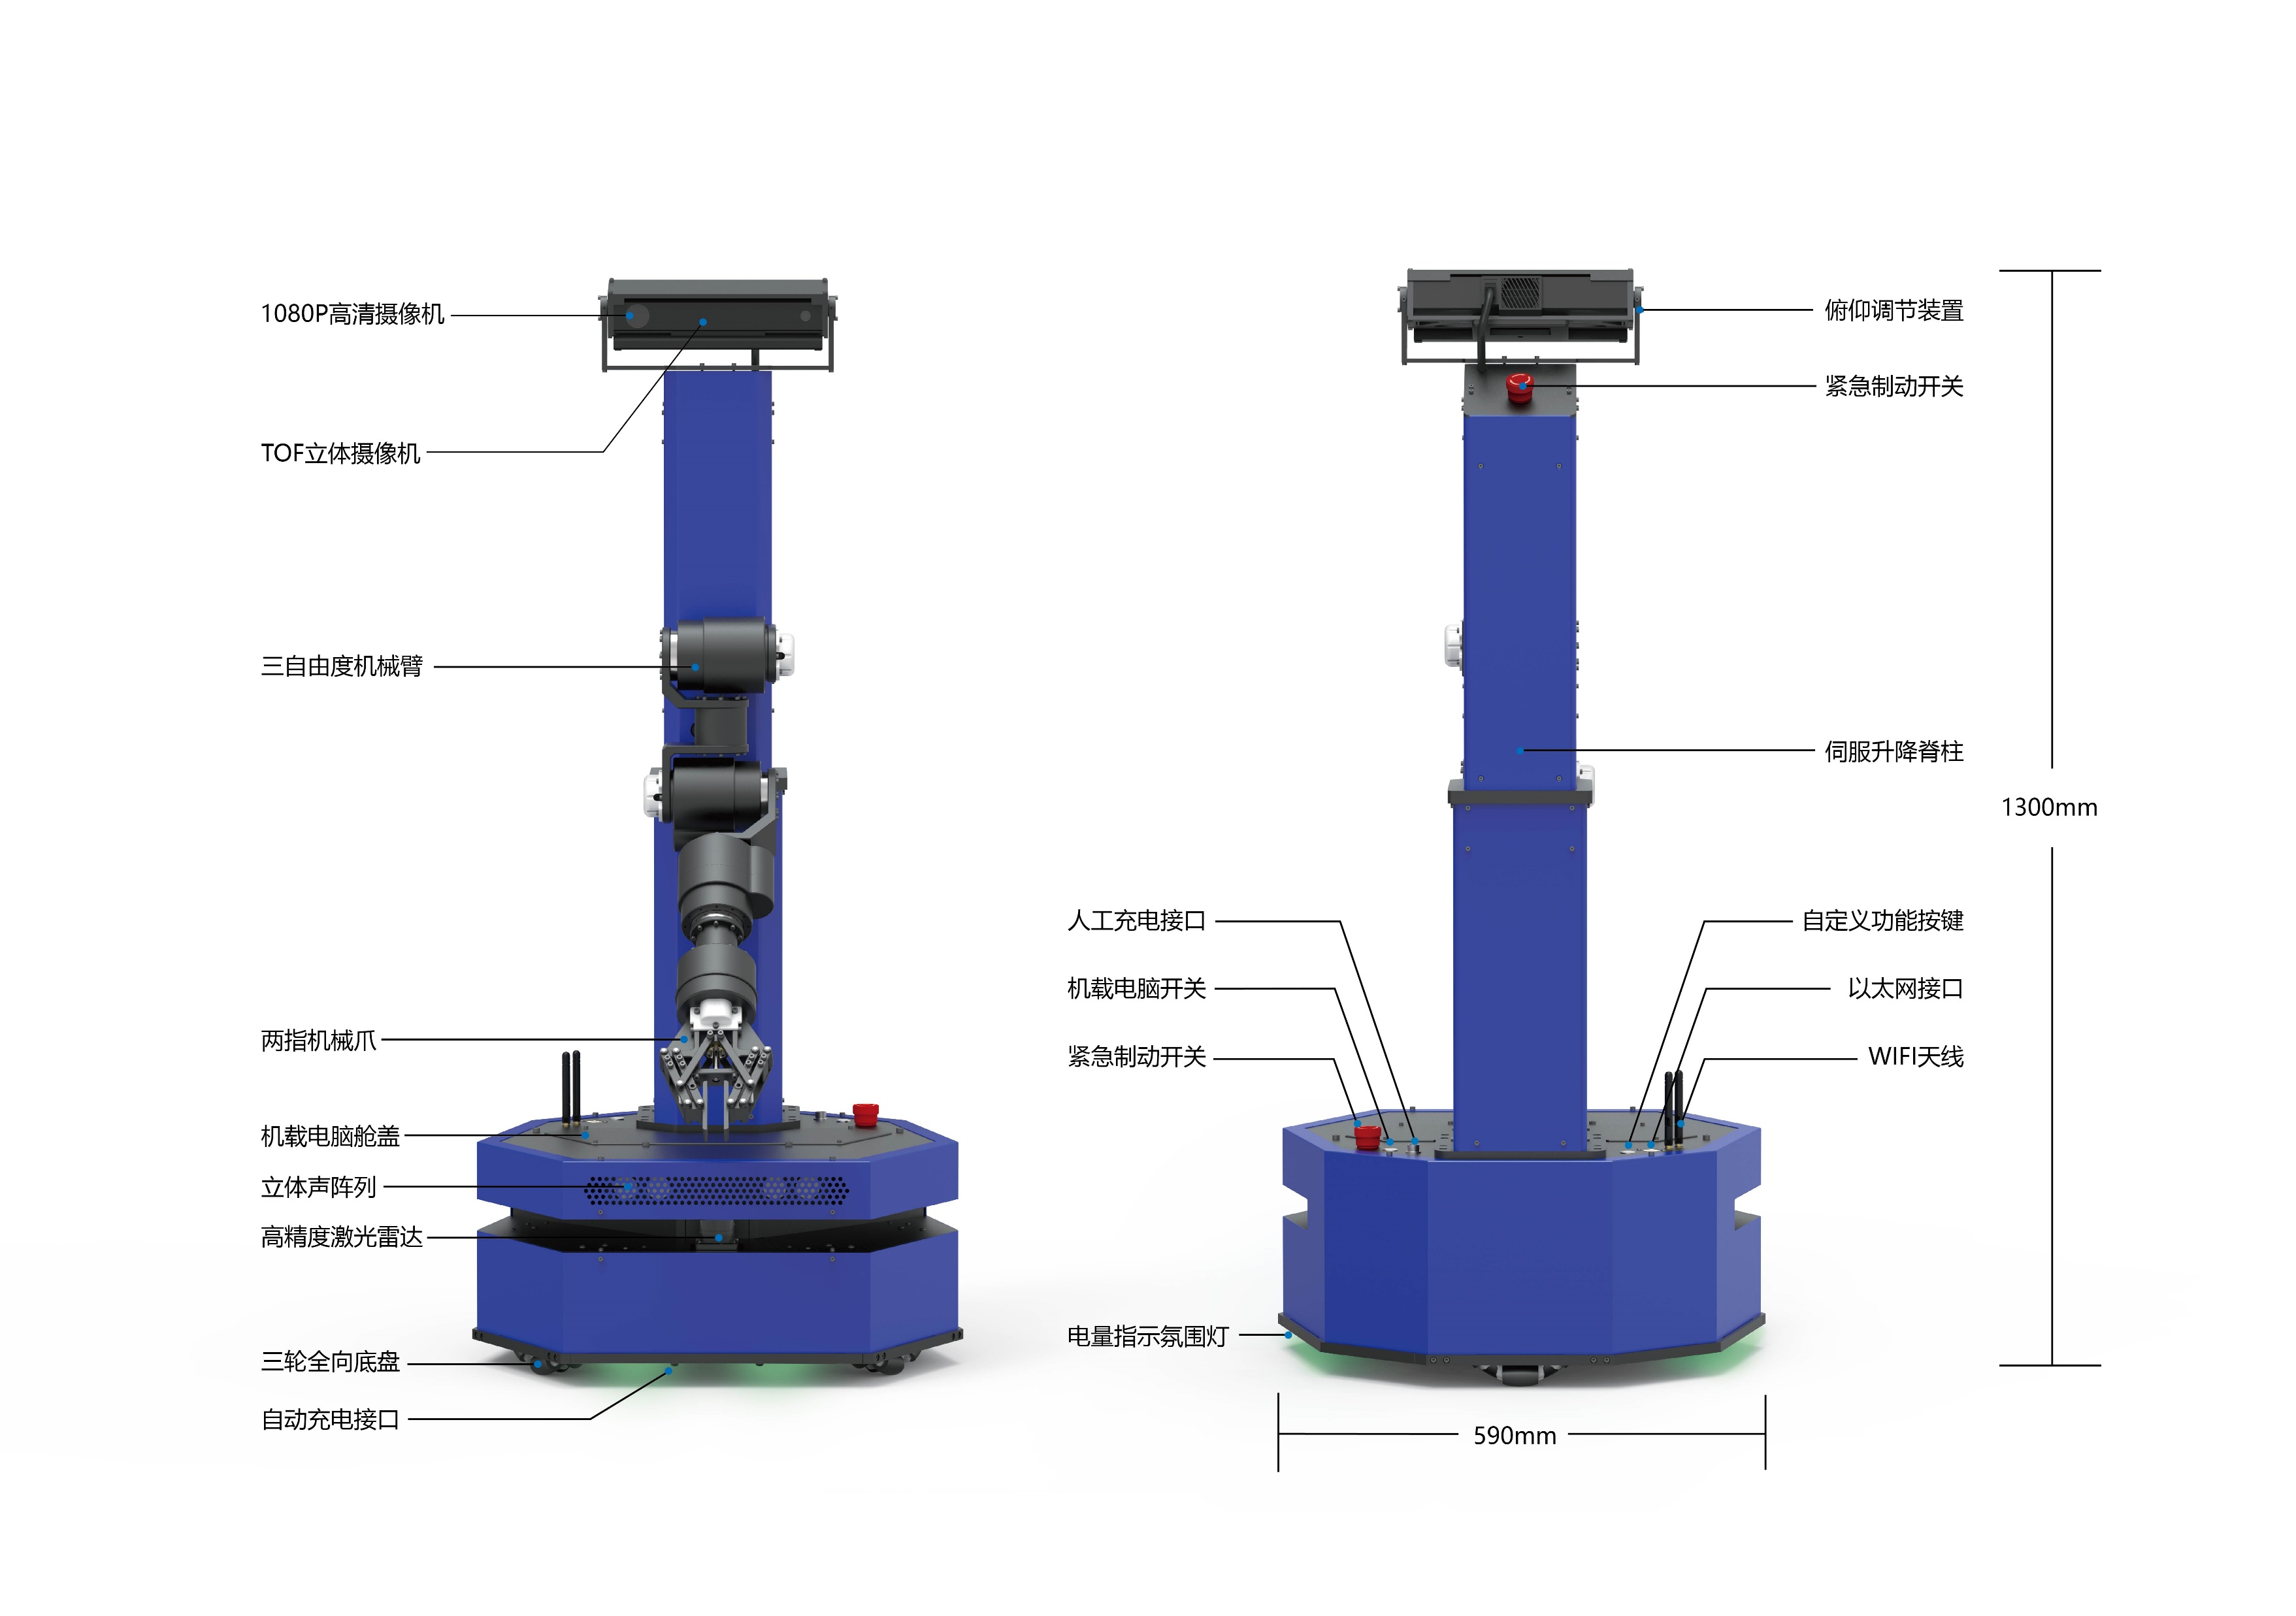 1080P高清摄像机
TOF立体摄像机
三自由度机械臂
两指机械爪
机载电脑舱盖
立体声阵列
高精度激光雷达
三轮全向底盘
自动充电接口
俯仰调节装置
紧急制动开关
伺服升降脊柱
1300mm
人工充电接口
机载电脑开关
紧急制动开关
自定义功能按键
以太网接口
WIFI天线
电量指示氛围灯
590mm